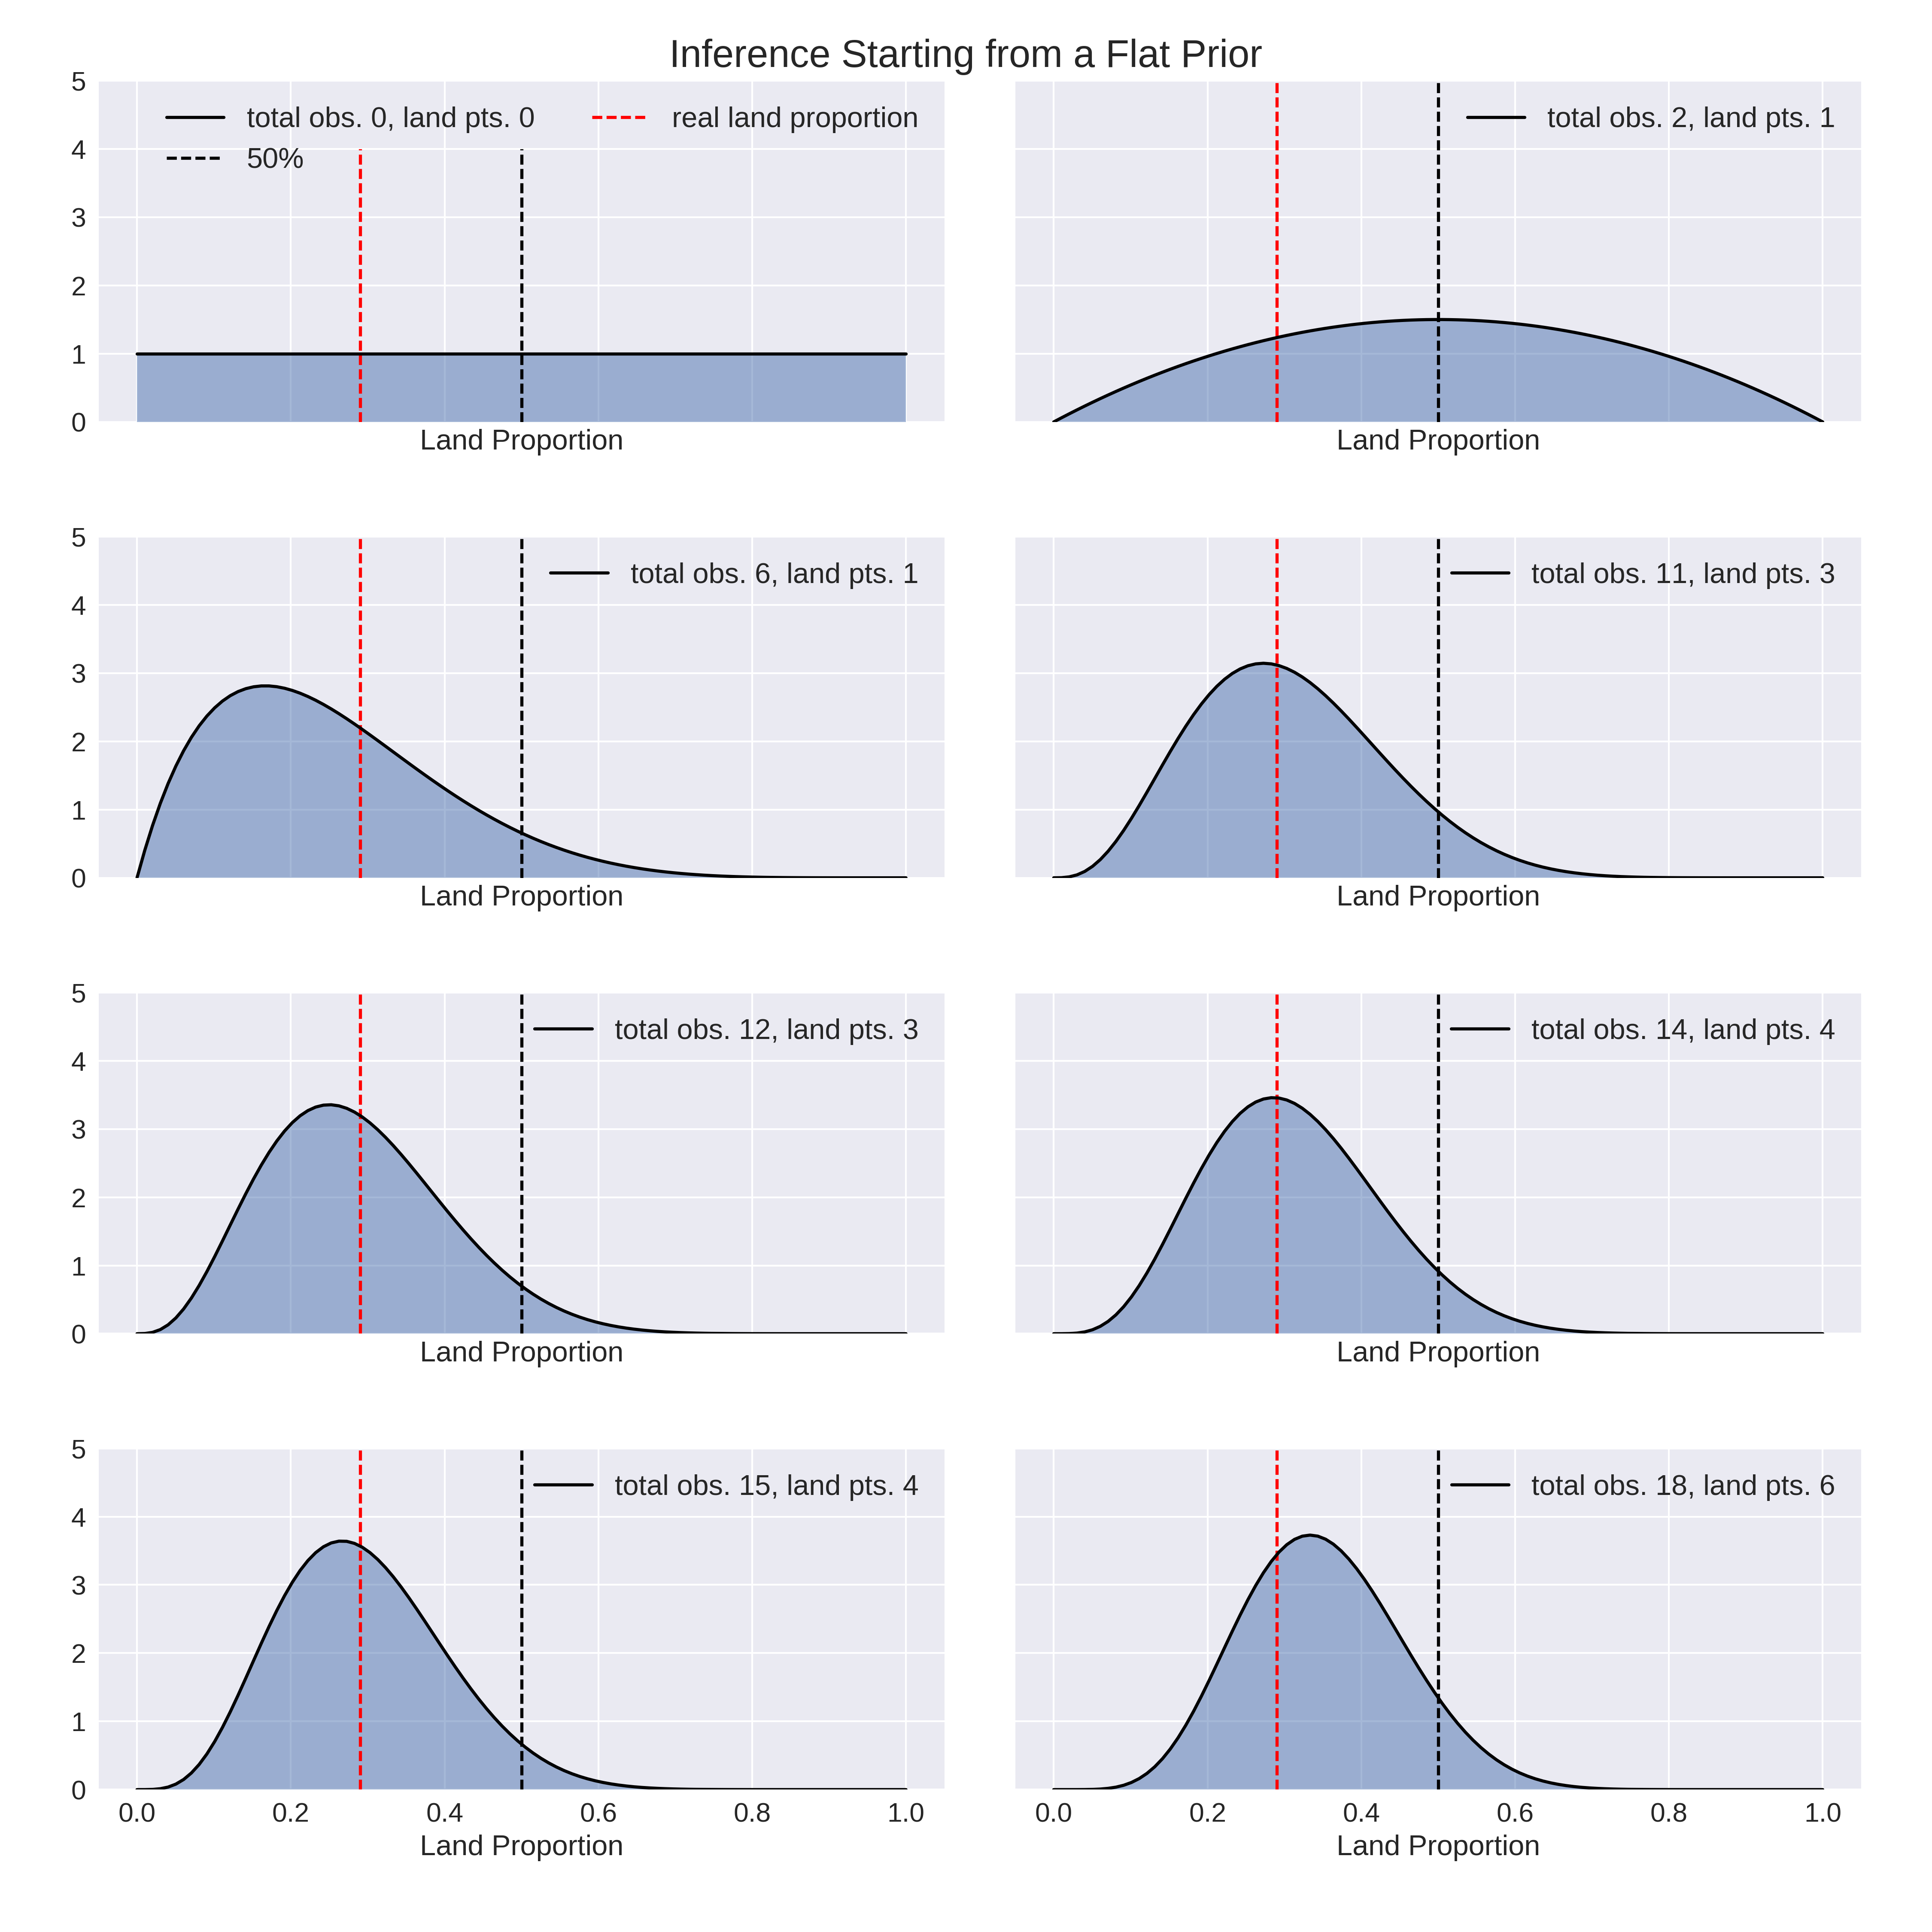 Inference Starting from a Flat Prior
5
4
3
2
1
0
total obs. 0, land pts. 0
real land proportion
50%
Land Proportion
total obs. 2, land pts. 1
Land Proportion
5
4
3
2
1
0
total obs. 6, land pts. 1
Land Proportion
total obs. 11, land pts. 3
Land Proportion
5
4
3
2
1
0
total obs. 12, land pts. 3
Land Proportion
total obs. 14, land pts. 4
Land Proportion
5
4
3
2
1
0
total obs. 15, land pts. 4
0.0 0.2 0.4 0.6 0.8 1.0
Land Proportion
total obs. 18, land pts. 6
0.0 0.2 0.4 0.6 0.8 1.0
Land Proportion